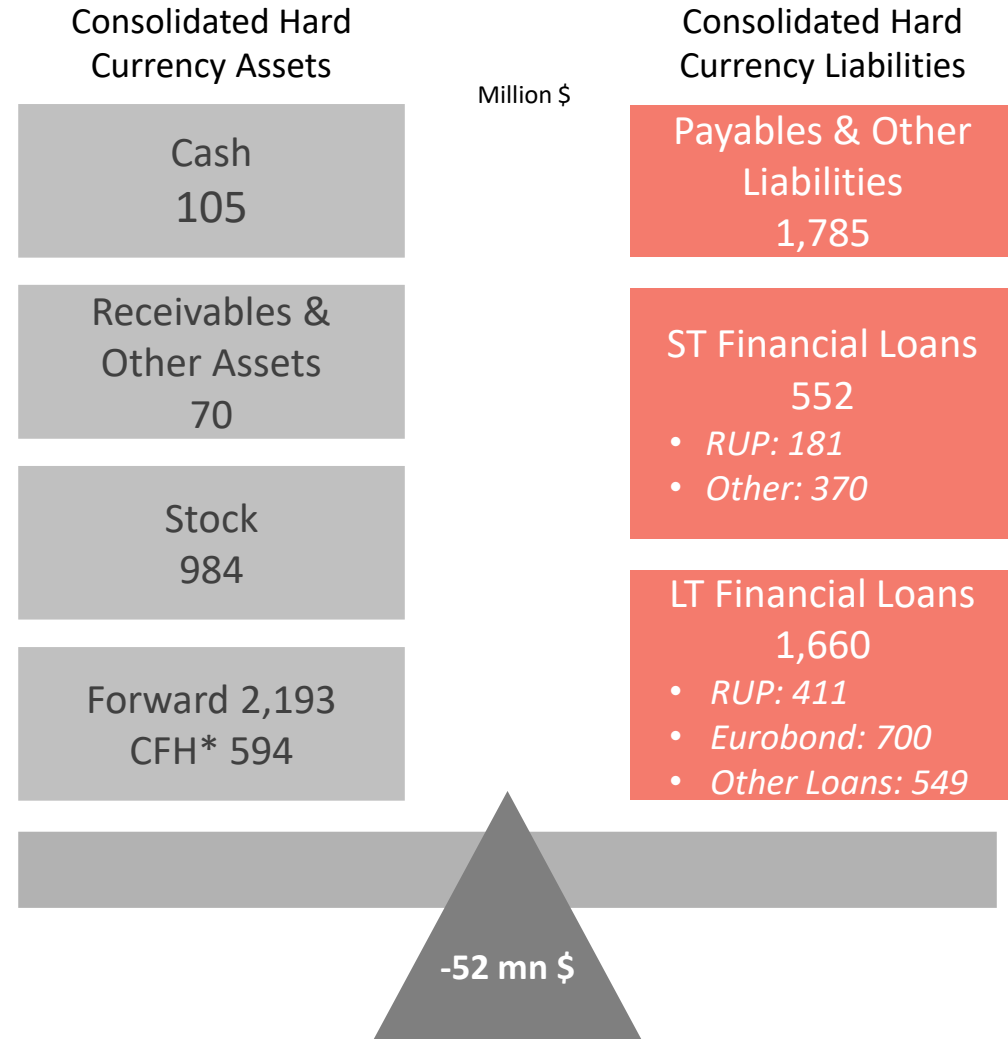 Consolidated Hard
Currency Assets
Cash
105
Receivables &
Other Assets
70
Stock
984
Forward 2,193
CFH* 594
Million $
Consolidated Hard
Currency Liabilities
Payables & Other
Liabilities
1,785
ST Financial Loans
552
• RUP: 181
• Other: 370
LT Financial Loans
1,660
• RUP: 411
• Eurobond: 700
• Other Loans: 549
-52 mn $